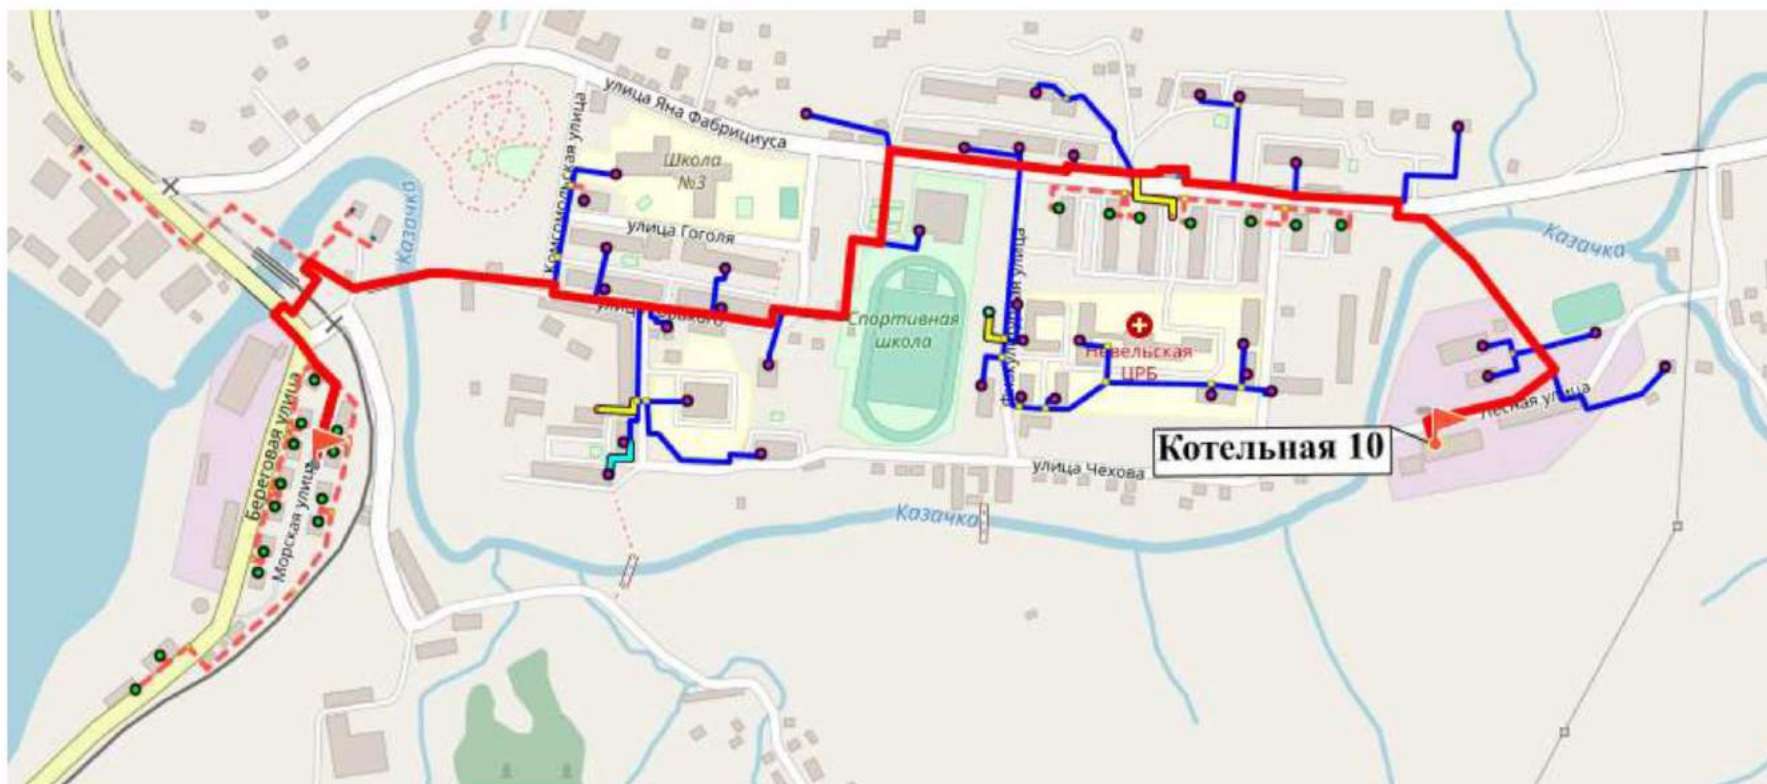 улица Яна Фабрициуса
Комсомольская улица
Школа
№3
улица Гоголя
Казачка
Казачка
Спортивная
школа
Невельская
ЦРБ
Лесная улица
Котельная 10
улица Чехова
Казачка
Береговая улица
Морская улица